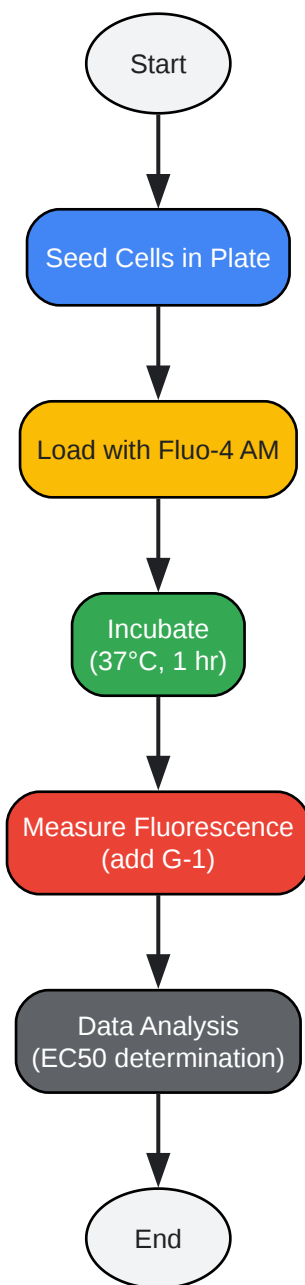 Start
Seed Cells in Plate
Load with Fluo-4 AM
Incubate
(37°C, 1 hr)
Measure Fluorescence
(add G-1)
Data Analysis
(EC50 determination)
End